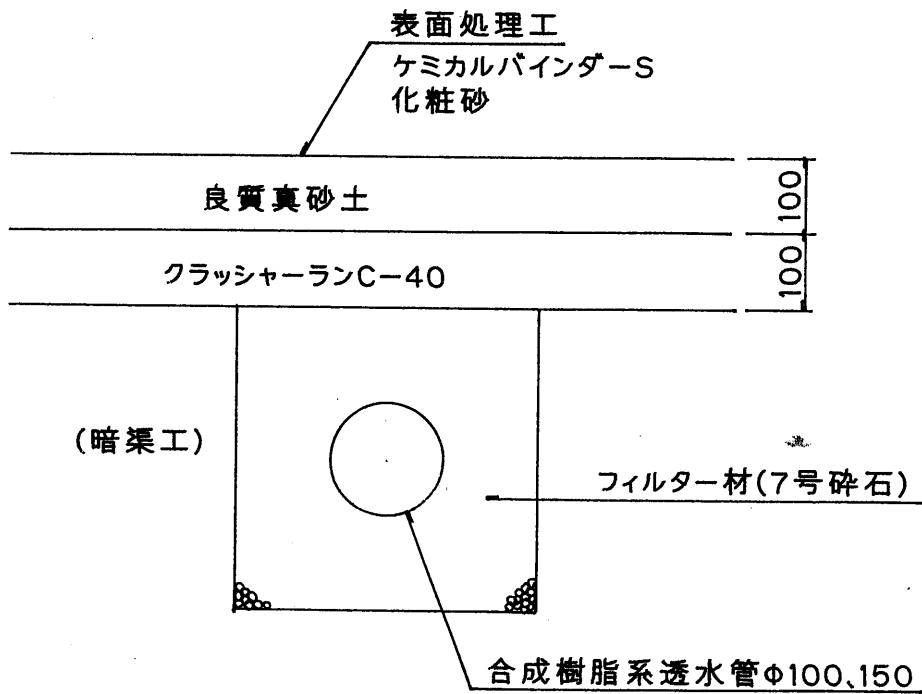 表面処理工
ケミカルバインダーS
化粧砂
良質真砂土
100
クラッシャーランC-40
100
(暗渠工)
フィルター材(7号砕石)
合成樹脂系透水管Φ100、150